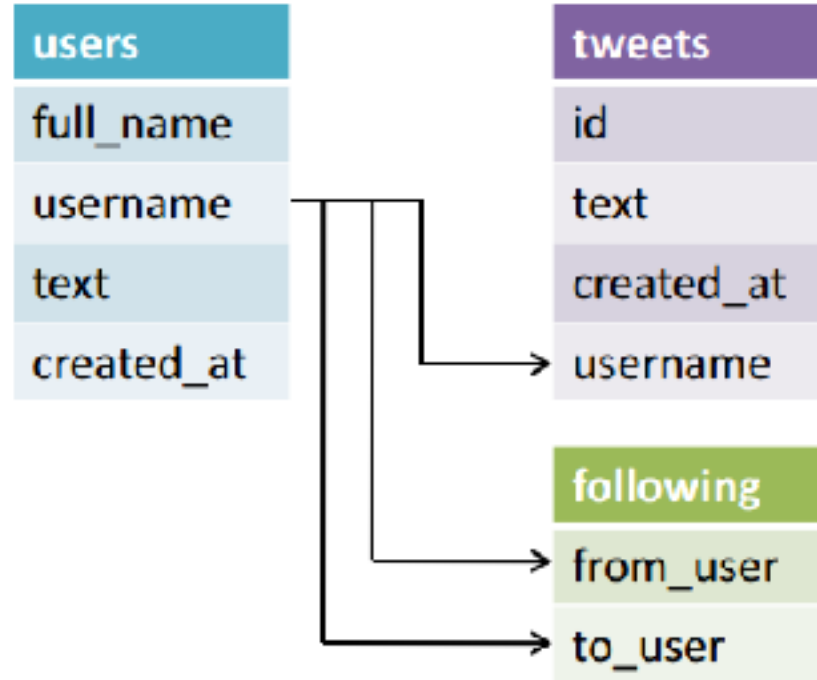 users
full_name
username
text
created_at
tweets
id
text
created_at
username
following
from_user
to_user